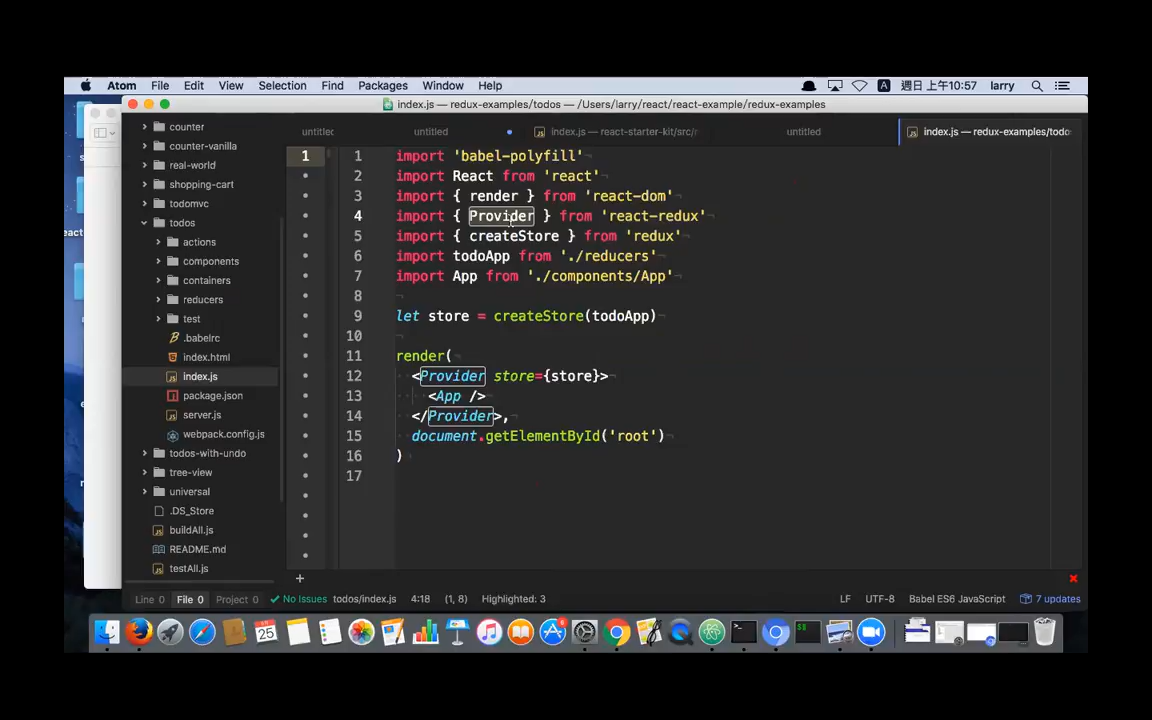 Atom File Edit View Selection Find Packages Window Help 週日 上午10:57 larry
index.js — redux-examples/todos — /Users/larry/react/react-example/redux-examples
untitled untitled index.js — react-starter-kit/src/r untitled index.js — redux-examples/todo
counter
counter-vanilla
real-world
shopping-cart
todomvc
todos
actions
components
containers
reducers
test
.babelrc
index.html
index.js
package.json
server.js
webpack.config.js
todos-with-undo
tree-view
universal
.DS_Store
buildAll.js
README.md
testAll.js
1
1 import 'babel-polyfill'
2 import React from 'react'
3 import { render } from 'react-dom'
4 import { Provider } from 'react-redux'
5 import { createStore } from 'redux'
6 import todoApp from './reducers'
7 import App from './components/App'
8
9 let store = createStore(todoApp)
10
11 render(
12 <Provider store={store}>
13 <App />
14 </Provider>,
15 document.getElementById('root')
16 )
17
+
Line 0 File 0 Project 0 No Issues todos/index.js 4:18 (1, 8) Highlighted: 3 LF UTF-8 Babel ES6 JavaScript 7 updates
25